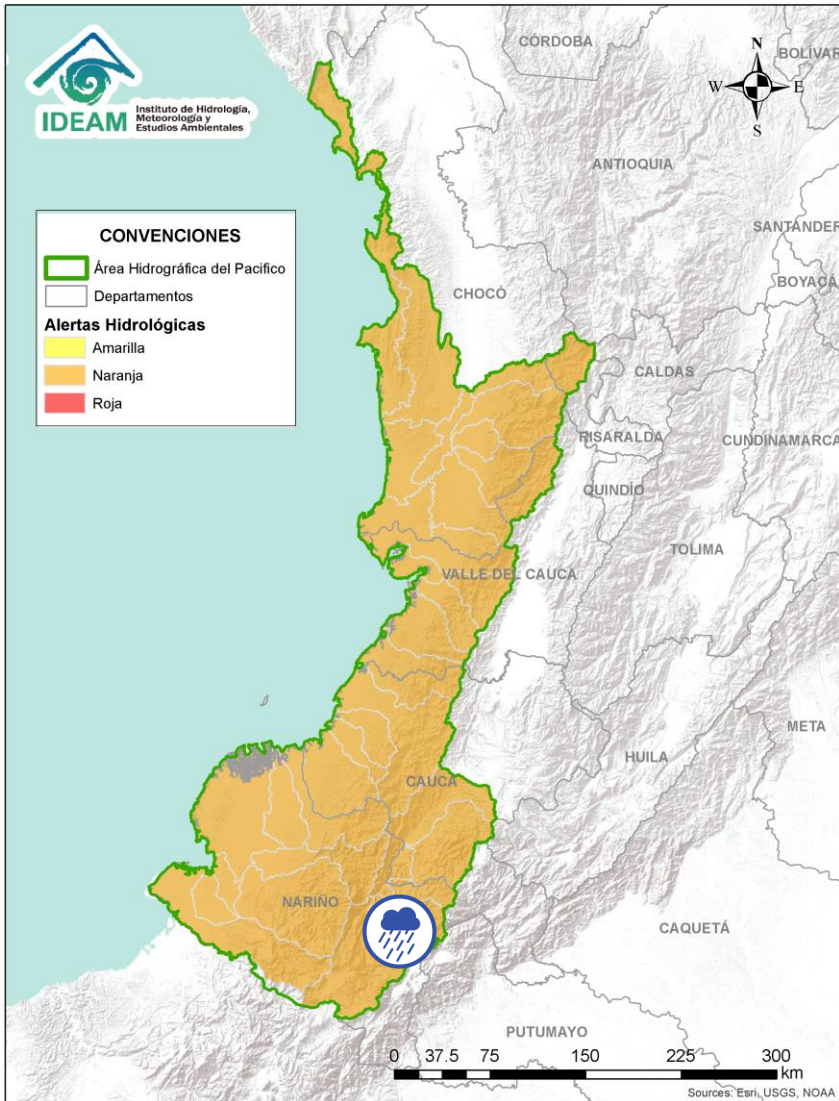 IDEAM
Instituto de Hidrología,
Meteorología y
Estudios Ambientales
CÓRDOBA
BOLÍVAR
N
W
E
S
ANTIOQUIA
SANTANDER
BOYACÁ
CONVENCIONES
Área Hidrográfica del Pacifico
Departamentos
Alertas Hidrológicas
Amarilla
Naranja
Roja
CHOCÓ
CALDAS
RISARALDA
CUNDINAMARCA
QUINDÍO
TOLIMA
VALLE DEL CAUCA
META
HUILA
CAUCA
NARIÑO
CAQUETÁ
PUTUMAYO
0 37.5 75 150 225 300
km
Sources: Esri, USGS, NOAA